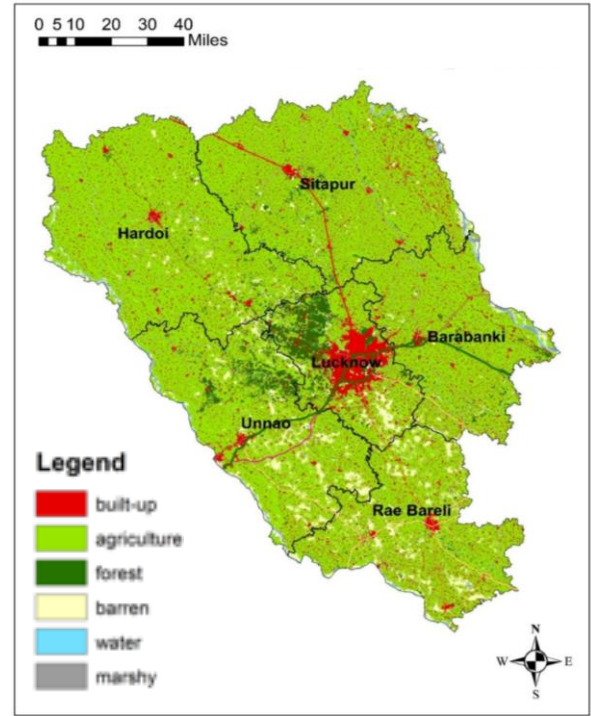 0 5 10 20 30 40
Miles
Sitapur
Hardoi
Barabanki
Lucknow
Unnao
Rae Bareli
Legend
built-up
agriculture
forest
barren
water
marshy
N
W E
S